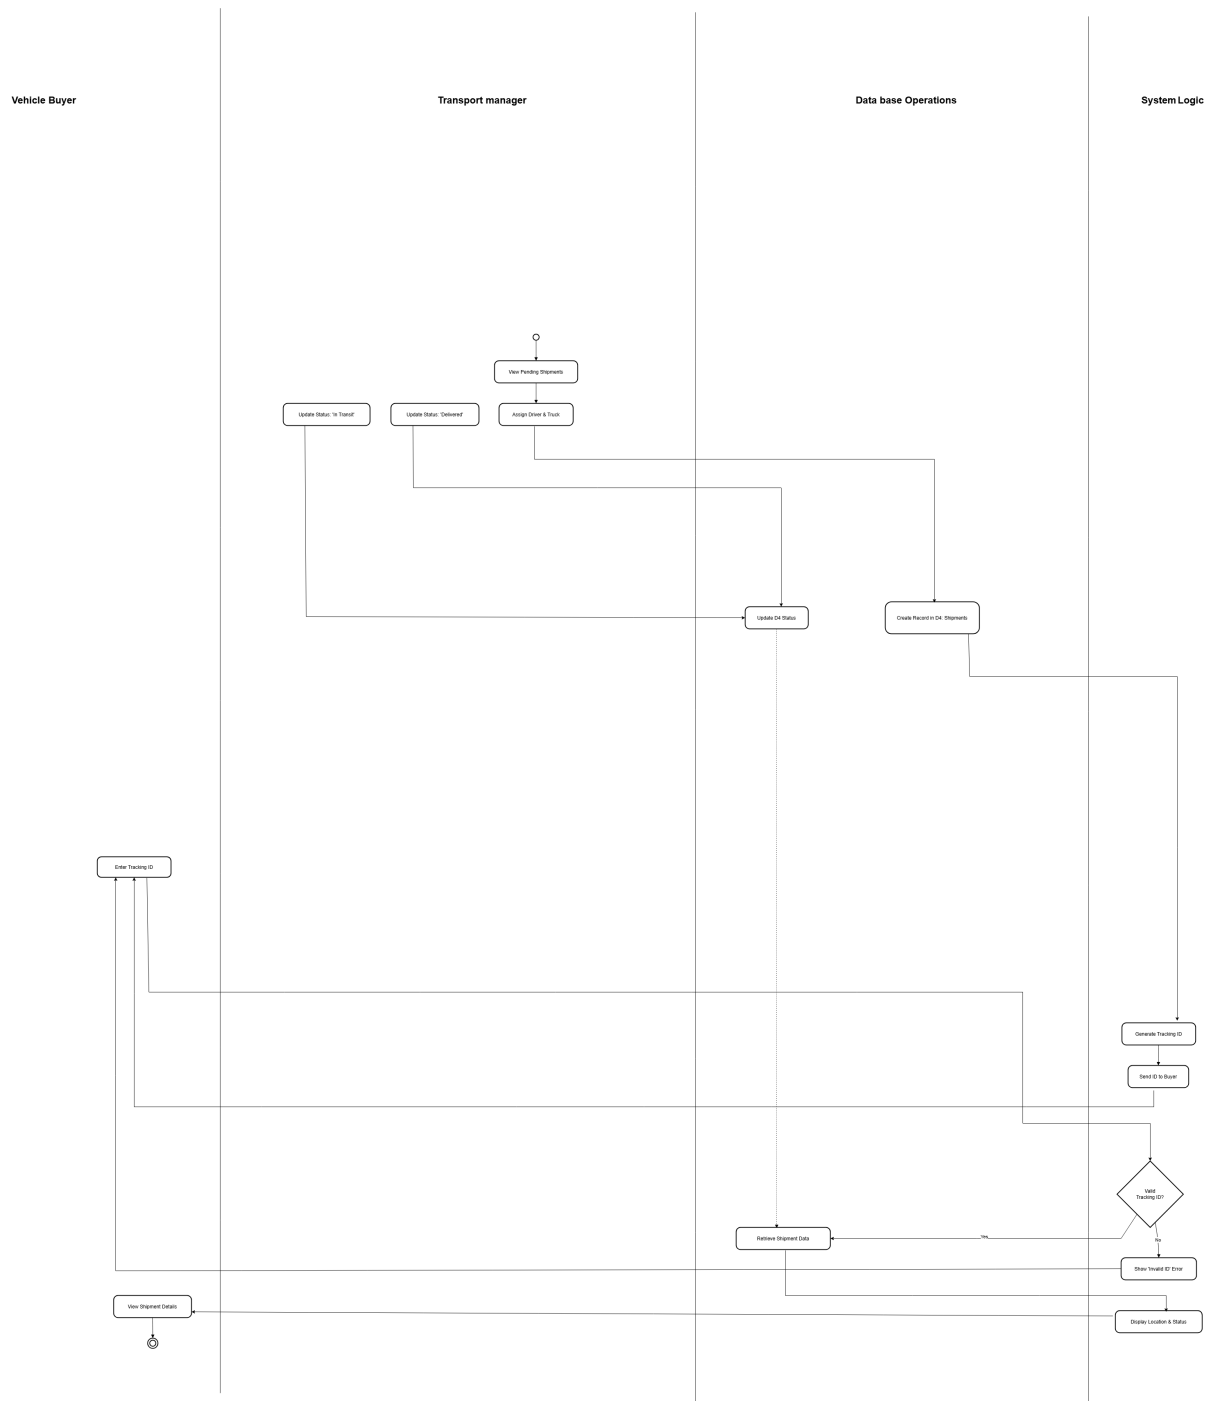 Vehicle Buyer
Transport manager
Data base Operations
System Logic
View Pending Shipments
Update Status: 'In Transit'
Update Status: 'Delivered'
Assign Driver & Truck
Update D4 Status
Create Record in D4: Shipments
Enter Tracking ID
Generate Tracking ID
Send ID to Buyer
Valid
Tracking ID?
Retrieve Shipment Data
Yes
No
Show 'Invalid ID' Error
View Shipment Details
Display Location & Status